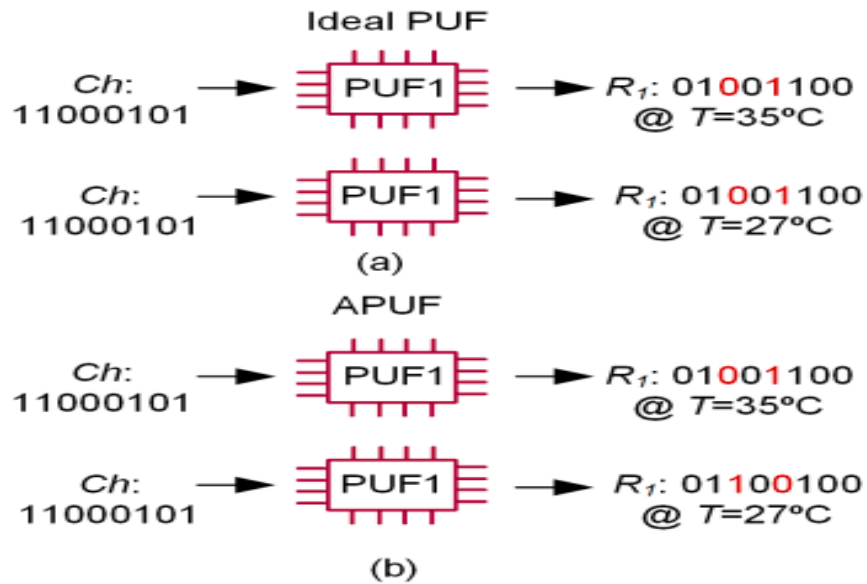 Ideal PUF
Ch:
11000101
PUF1
R₁: 01001100
@ T=35ºC
Ch:
11000101
PUF1
R₁: 01001100
@ T=27ºC
(a)
APUF
Ch:
11000101
PUF1
R₁: 01001100
@ T=35ºC
Ch:
11000101
PUF1
R₁: 01100100
@ T=27ºC
(b)